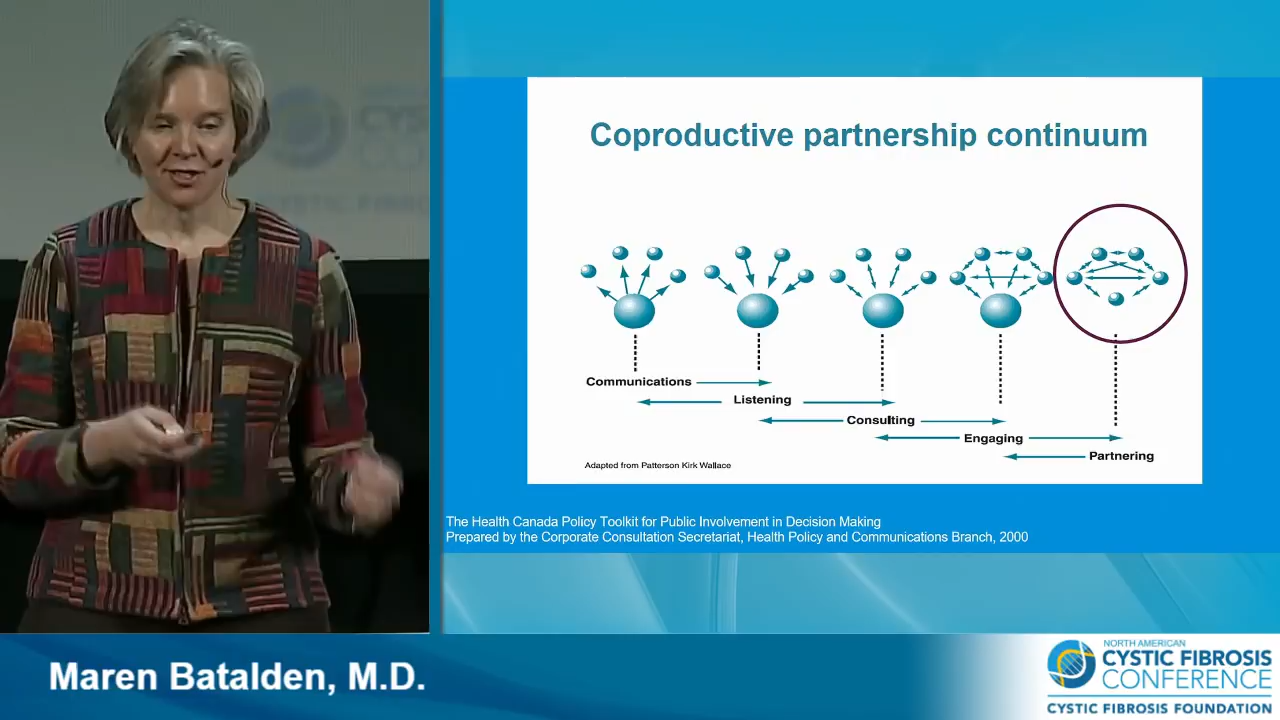 Coproductive partnership continuum
Communications
Listening
Consulting
Engaging
Partnering
Adapted from Patterson Kirk Wallace
The Health Canada Policy Toolkit for Public Involvement in Decision Making
Prepared by the Corporate Consultation Secretariat, Health Policy and Communications Branch, 2000
Maren Batalden, M.D.
NORTH AMERICAN
CYSTIC FIBROSIS
CONFERENCE
CYSTIC FIBROSIS FOUNDATION